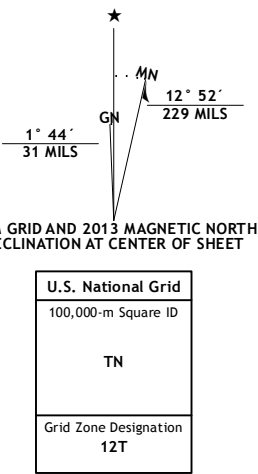 ★
MN
GN
12° 52´
229 MILS
1° 44´
31 MILS
GRID AND 2013 MAGNETIC NORTH
CLINATION AT CENTER OF SHEET
U.S. National Grid
100,000-m Square ID
TN
Grid Zone Designation
12T